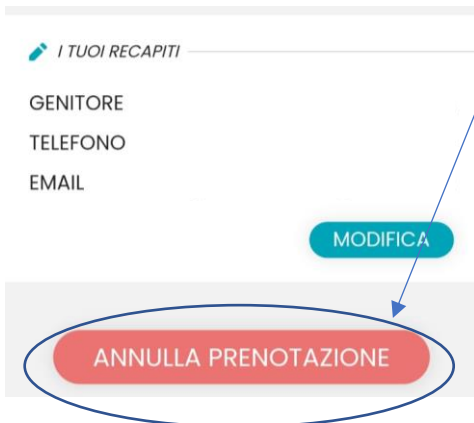 I TUOI RECAPITI
GENITORE
TELEFONO
EMAIL
MODIFICA
ANNULLA PRENOTAZIONE